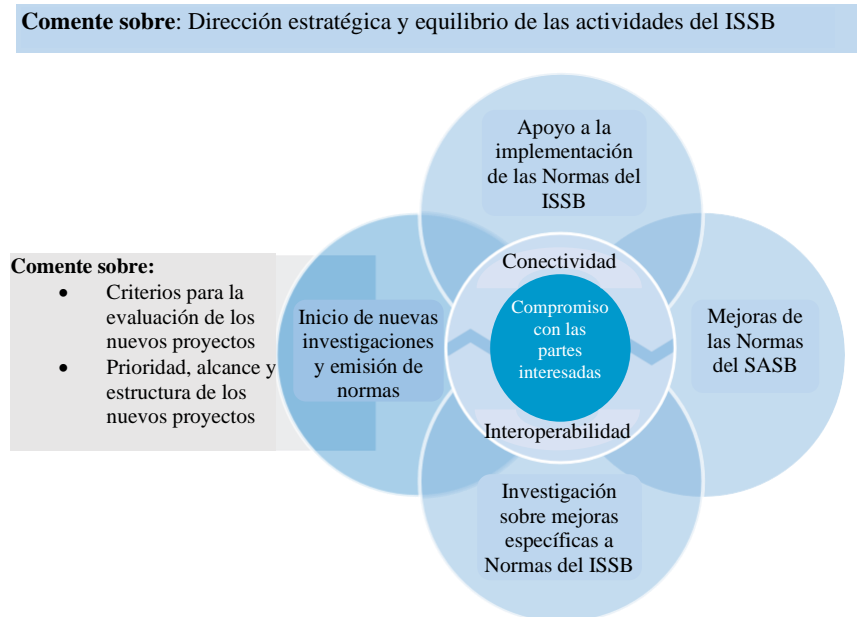 Comente sobre: Dirección estratégica y equilibrio de las actividades del ISSB
Apoyo a la
implementación
de las Normas del
ISSB
Comente sobre:
• Criterios para la
evaluación de los
nuevos proyectos
• Prioridad, alcance y
estructura de los
nuevos proyectos
Inicio de nuevas
investigaciones
y emisión de
normas
Conectividad
Compromiso
con las
partes
interesadas
Interoperabilidad
Mejoras de
las Normas
del SASB
Investigación
sobre mejoras
específicas a
Normas del ISSB